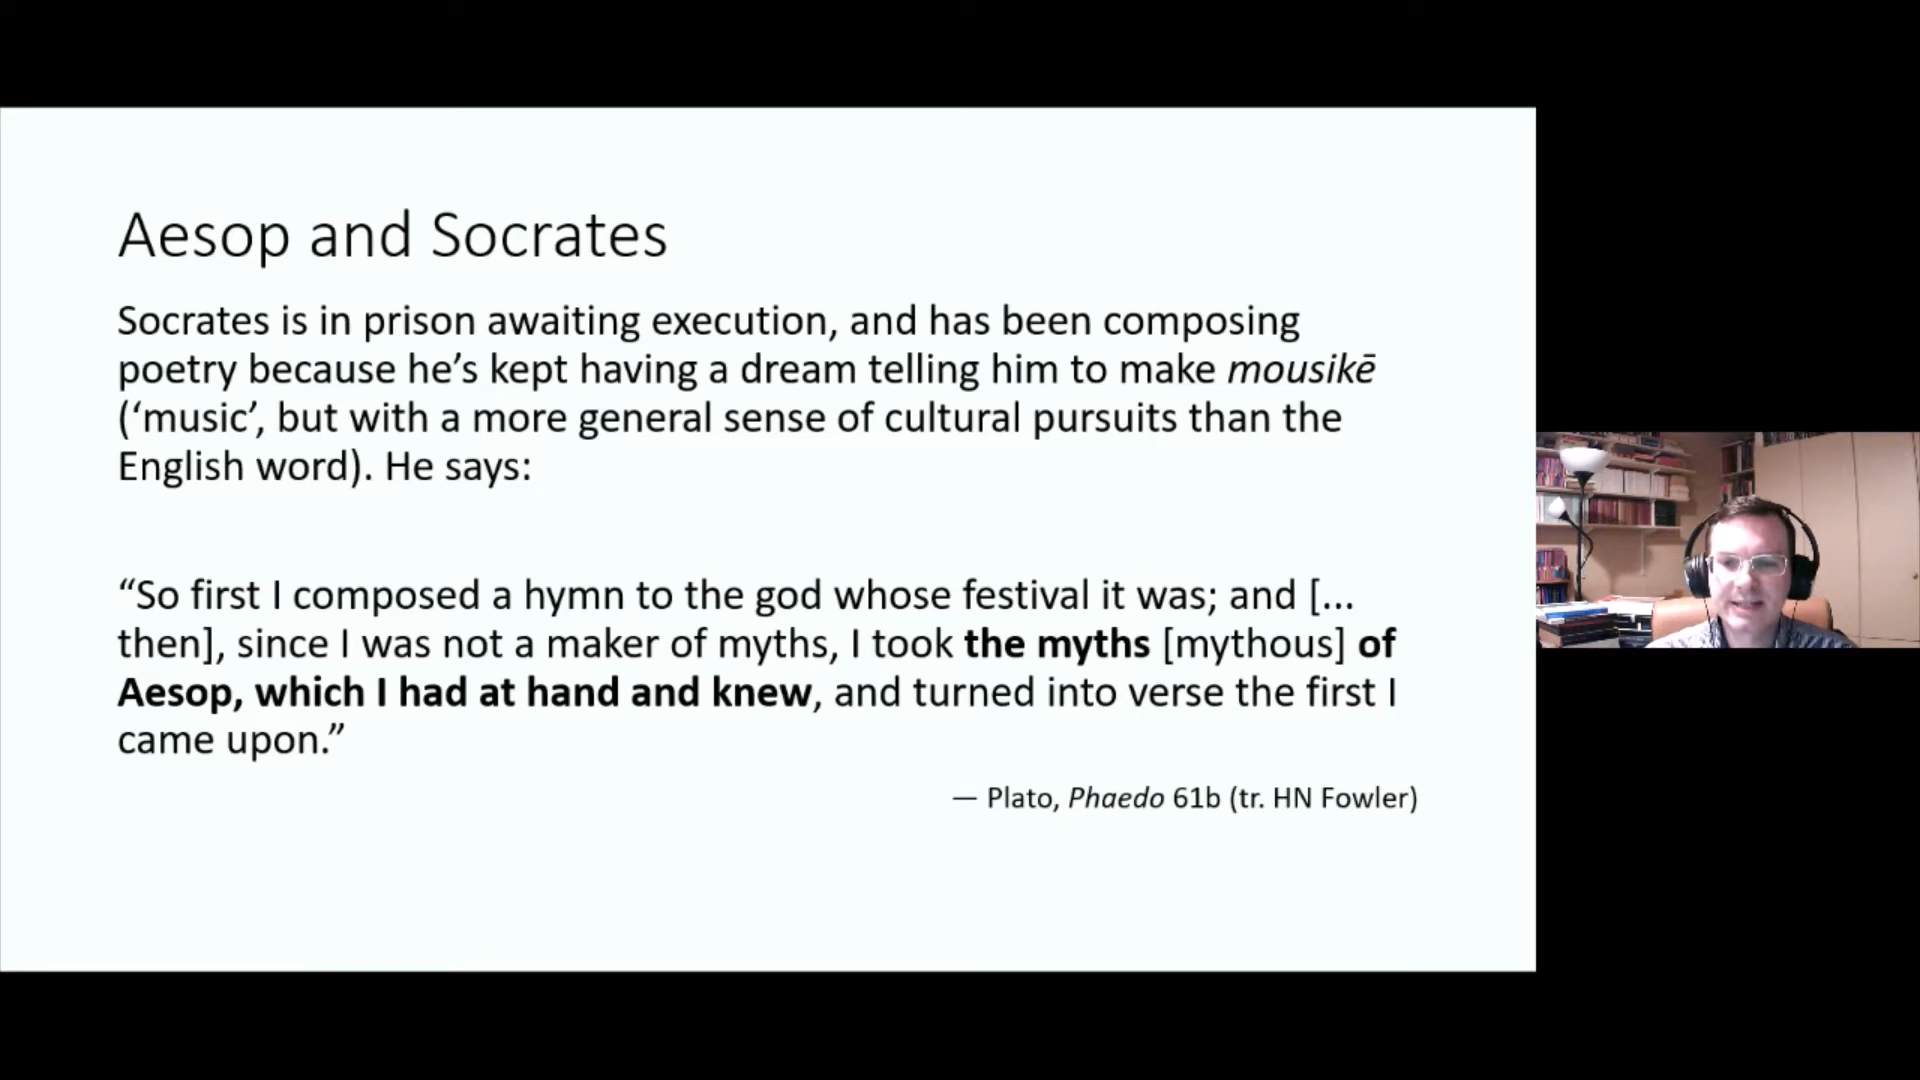 Aesop and Socrates
Socrates is in prison awaiting execution, and has been composing
poetry because he’s kept having a dream telling him to make mousikē
(‘music’, but with a more general sense of cultural pursuits than the
English word). He says:
“So first I composed a hymn to the god whose festival it was; and [...
then], since I was not a maker of myths, I took the myths [mythous] of
Aesop, which I had at hand and knew, and turned into verse the first I
came upon.”
— Plato, Phaedo 61b (tr. HN Fowler)